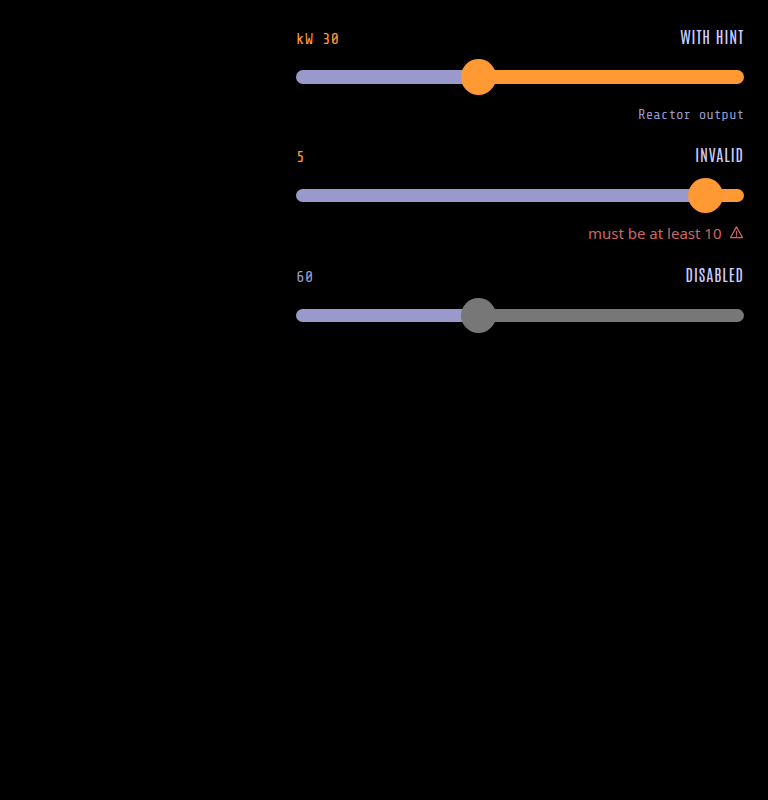 WITH HINT
kW 30
Reactor output
INVALID
5
must be at least 10
DISABLED
60